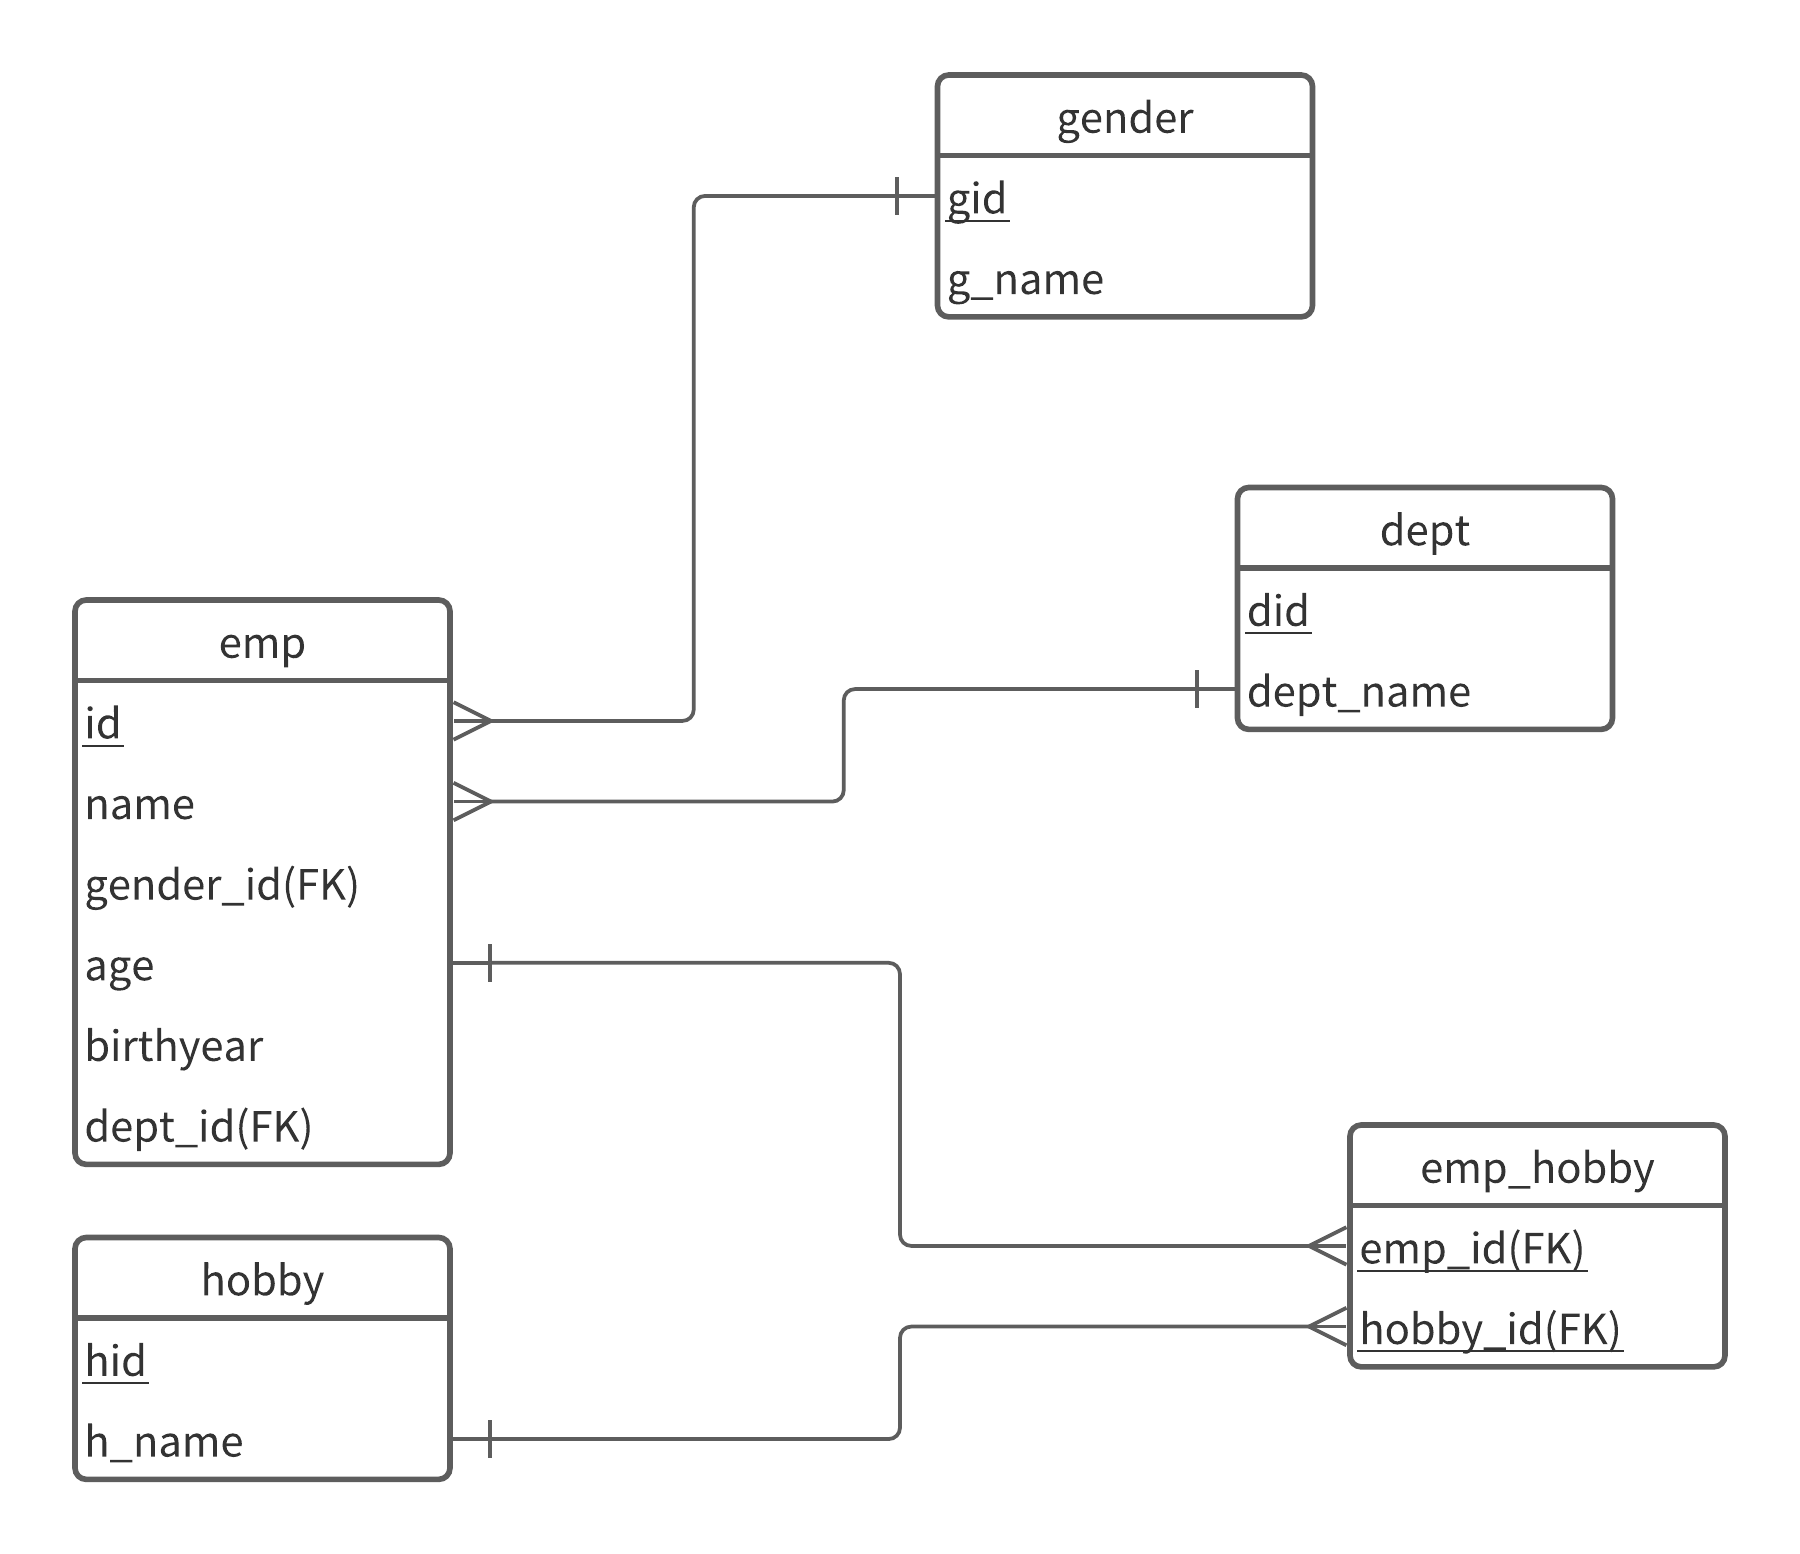 gender
gid
g_name
dept
did
dept_name
emp
id
name
gender_id(FK)
age
birthyear
dept_id(FK)
emp_hobby
emp_id(FK)
hobby_id(FK)
hobby
hid
h_name